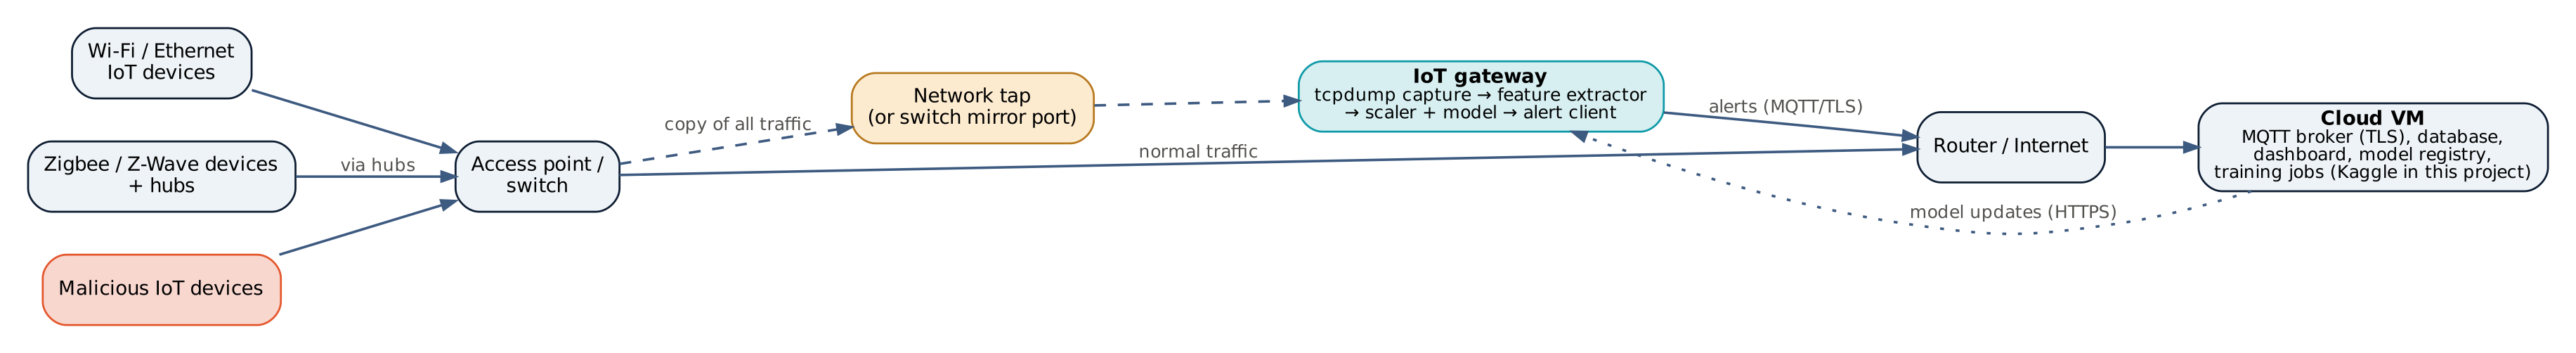 Wi-Fi / Ethernet
IoT devices
Zigbee / Z-Wave devices
+ hubs
via hubs
Malicious IoT devices
Access point /
switch
copy of all traffic
Network tap
(or switch mirror port)
normal traffic
IoT gateway
tcpdump capture → feature extractor
→ scaler + model → alert client
alerts (MQTT/TLS)
Router / Internet
model updates (HTTPS)
Cloud VM
MQTT broker (TLS), database,
dashboard, model registry,
training jobs (Kaggle in this project)